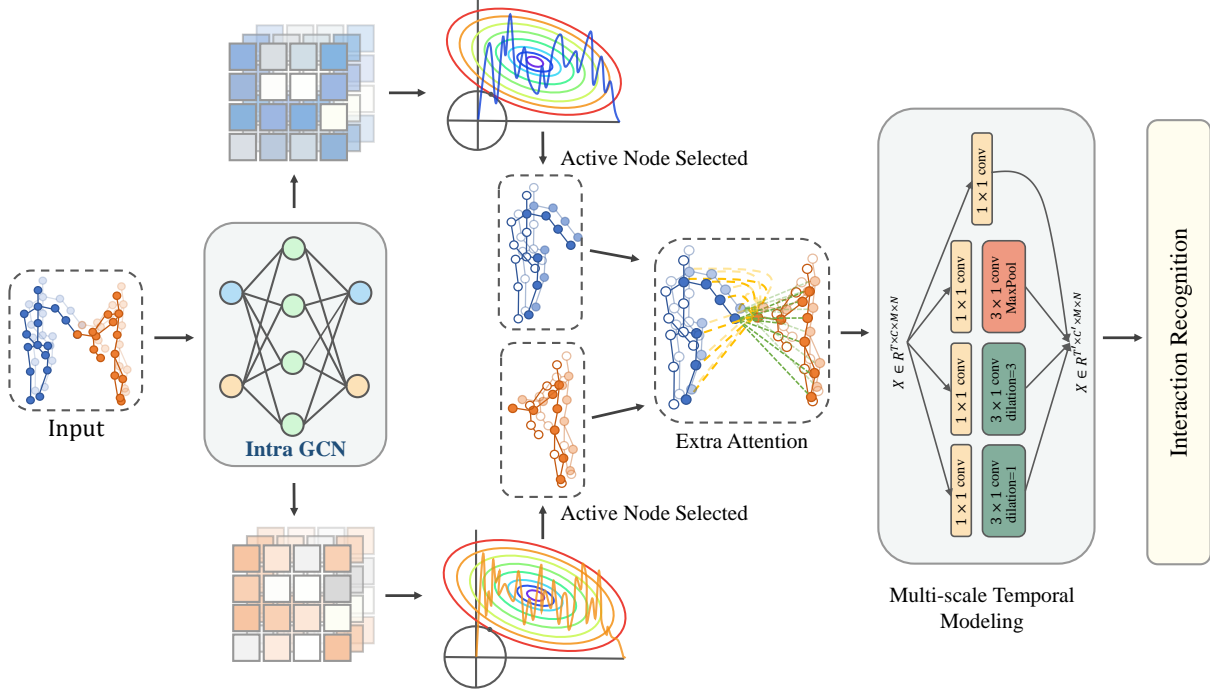 Active Node Selected
Input
Intra GCN
Extra Attention
Active Node Selected
X ∈ R^{T×C×M×N}
1 × 1 conv
1 × 1 conv
3 × 1 conv
MaxPool
1 × 1 conv
3 × 1 conv
dilation=3
1 × 1 conv
3 × 1 conv
dilation=1
X ∈ R^{T'×C'×M×N}
Multi-scale Temporal
Modeling
Interaction Recognition